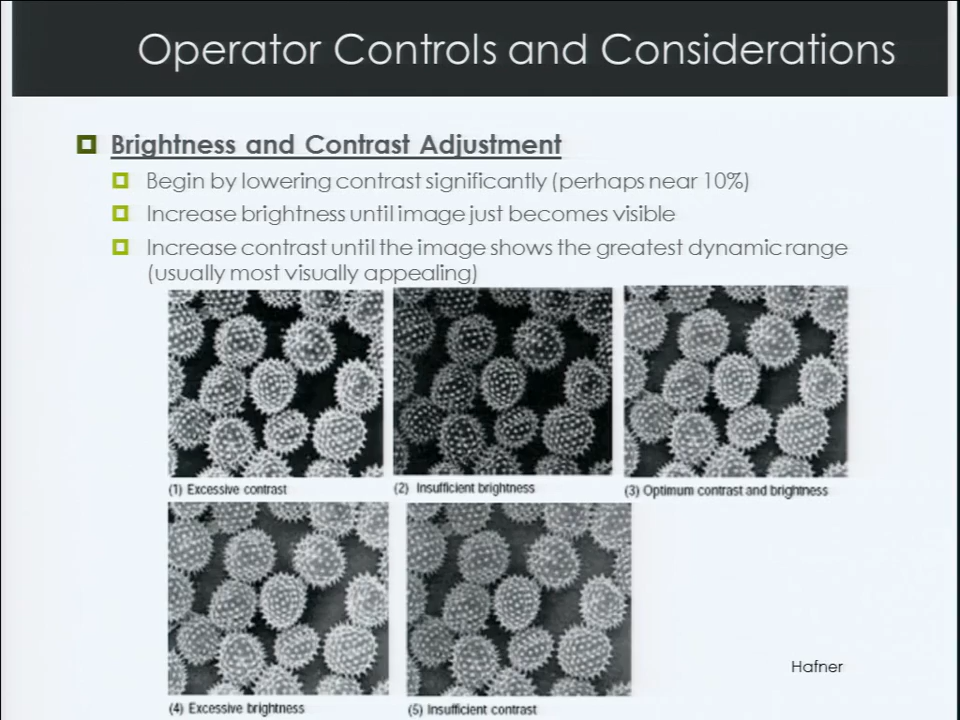 Operator Controls and Considerations
Brightness and Contrast Adjustment
Begin by lowering contrast significantly (perhaps near 10%)
Increase brightness until image just becomes visible
Increase contrast until the image shows the greatest dynamic range
(usually most visually appealing)
(1) Excessive contrast
(2) Insufficient brightness
(3) Optimum contrast and brightness
(4) Excessive brightness
(5) Insufficient contrast
Hafner